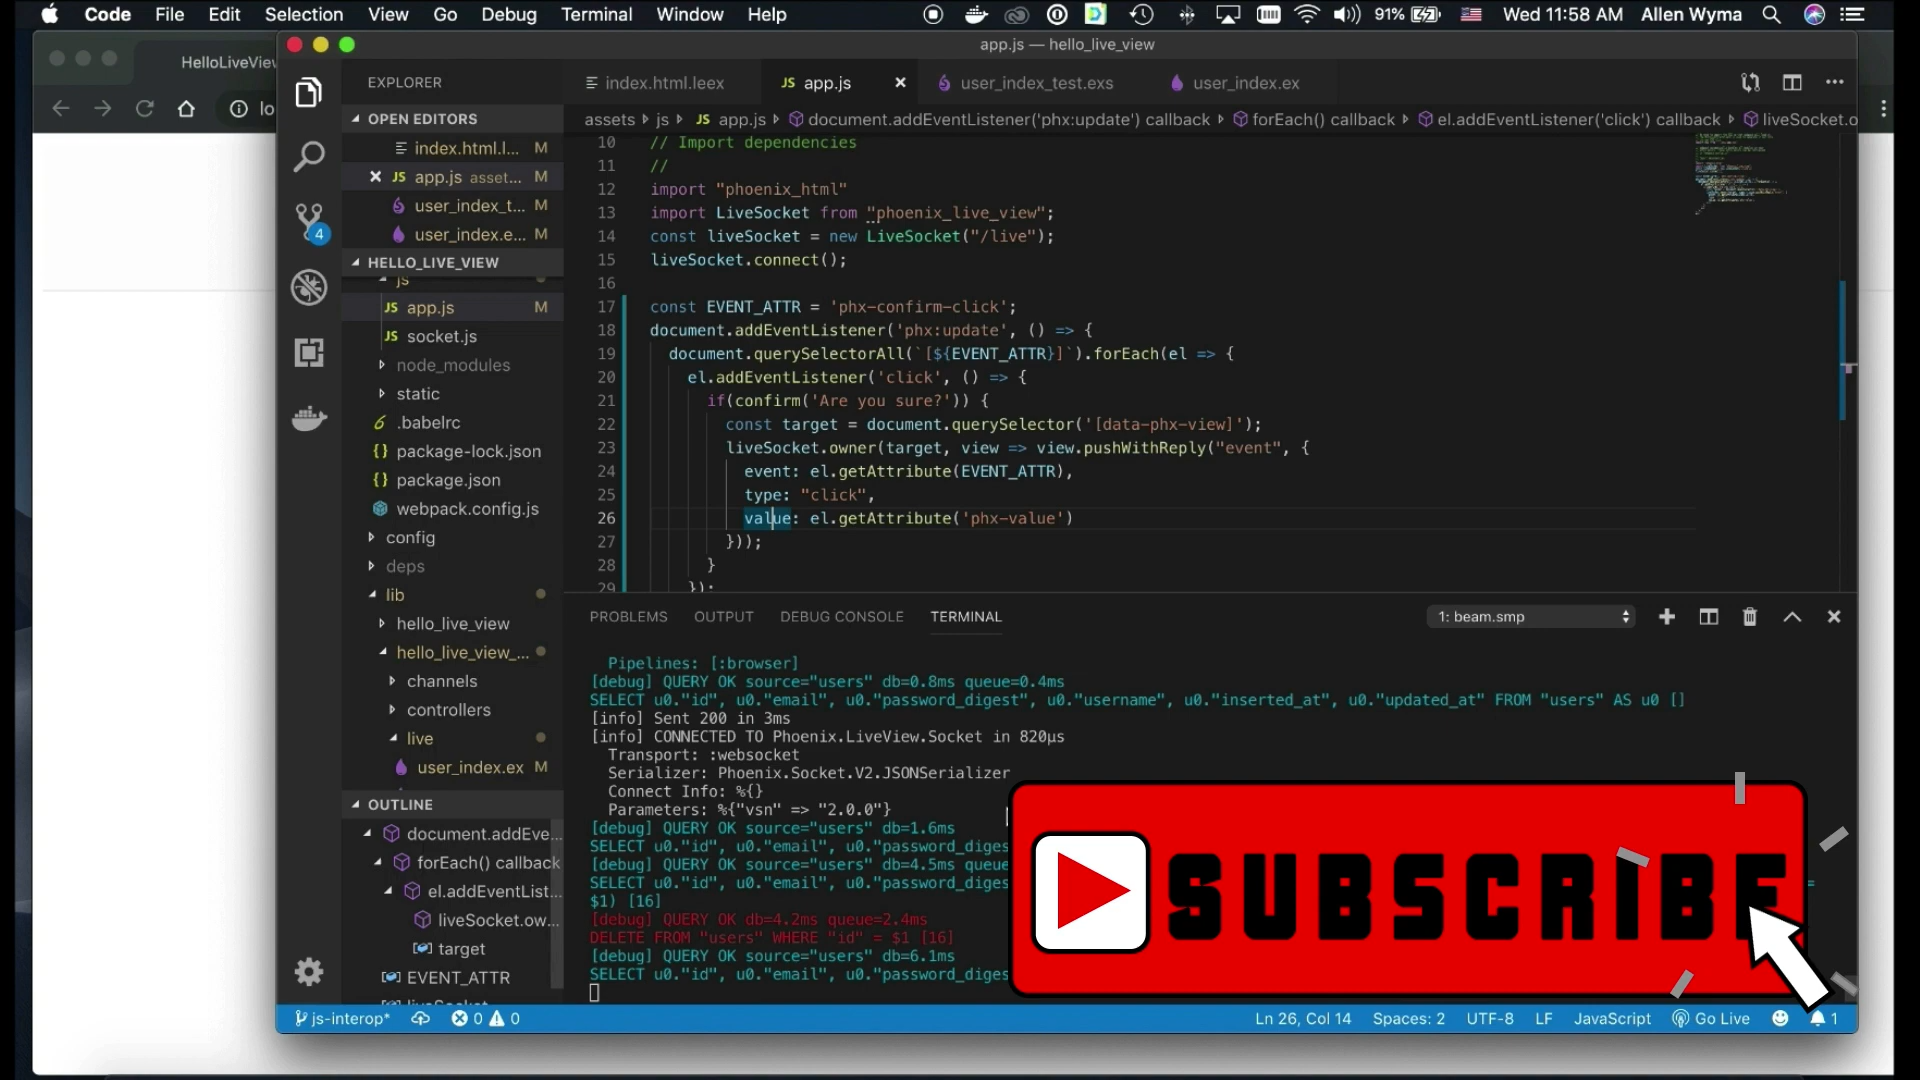 Code File Edit Selection View Go Debug Terminal Window Help 91% Wed 11:58 AM Allen Wyma
HelloLiveView
lo
app.js — hello_live_view
EXPLORER
OPEN EDITORS
index.html.l... M
app.js asset... M
user_index_t... M
user_index.e... M
HELLO_LIVE_VIEW
js
app.js M
socket.js
node_modules
static
.babelrc
package-lock.json
package.json
webpack.config.js
config
deps
lib
hello_live_view
hello_live_view_...
channels
controllers
live
user_index.ex M
OUTLINE
document.addEve...
forEach() callback
el.addEventList...
liveSocket.ow...
target
EVENT_ATTR
liveSocket
4
index.html.leex app.js user_index_test.exs user_index.ex
assets js app.js document.addEventListener('phx:update') callback forEach() callback el.addEventListener('click') callback liveSocket.o
10 // Import dependencies
11 //
12 import "phoenix_html"
13 import LiveSocket from "phoenix_live_view";
14 const liveSocket = new LiveSocket("/live");
15 liveSocket.connect();
16
17 const EVENT_ATTR = 'phx-confirm-click';
18 document.addEventListener('phx:update', () => {
19 document.querySelectorAll(`[${EVENT_ATTR}]`).forEach(el => {
20 el.addEventListener('click', () => {
21 if(confirm('Are you sure?')) {
22 const target = document.querySelector('[data-phx-view]');
23 liveSocket.owner(target, view => view.pushWithReply("event", {
24 event: el.getAttribute(EVENT_ATTR),
25 type: "click",
26 value: el.getAttribute('phx-value')
27 }));
28 }
29 });
PROBLEMS OUTPUT DEBUG CONSOLE TERMINAL 1: beam.smp
Pipelines: [:browser]
[debug] QUERY OK source="users" db=0.8ms queue=0.4ms
SELECT u0."id", u0."email", u0."password_digest", u0."username", u0."inserted_at", u0."updated_at" FROM "users" AS u0 []
[info] Sent 200 in 3ms
[info] CONNECTED TO Phoenix.LiveView.Socket in 820µs
Transport: :websocket
Serializer: Phoenix.Socket.V2.JSONSerializer
Connect Info: %{}
Parameters: %{"vsn" => "2.0.0"}
[debug] QUERY OK source="users" db=1.6ms
SELECT u0."id", u0."email", u0."password_diges
[debug] QUERY OK source="users" db=4.5ms queue
SELECT u0."id", u0."email", u0."password_diges =
$1) [16]
[debug] QUERY OK db=4.2ms queue=2.4ms
DELETE FROM "users" WHERE "id" = $1 [16]
[debug] QUERY OK source="users" db=6.1ms
SELECT u0."id", u0."email", u0."password_diges
SUBSCRIBE
js-interop* 0 0 Ln 26, Col 14 Spaces: 2 UTF-8 LF JavaScript Go Live 1